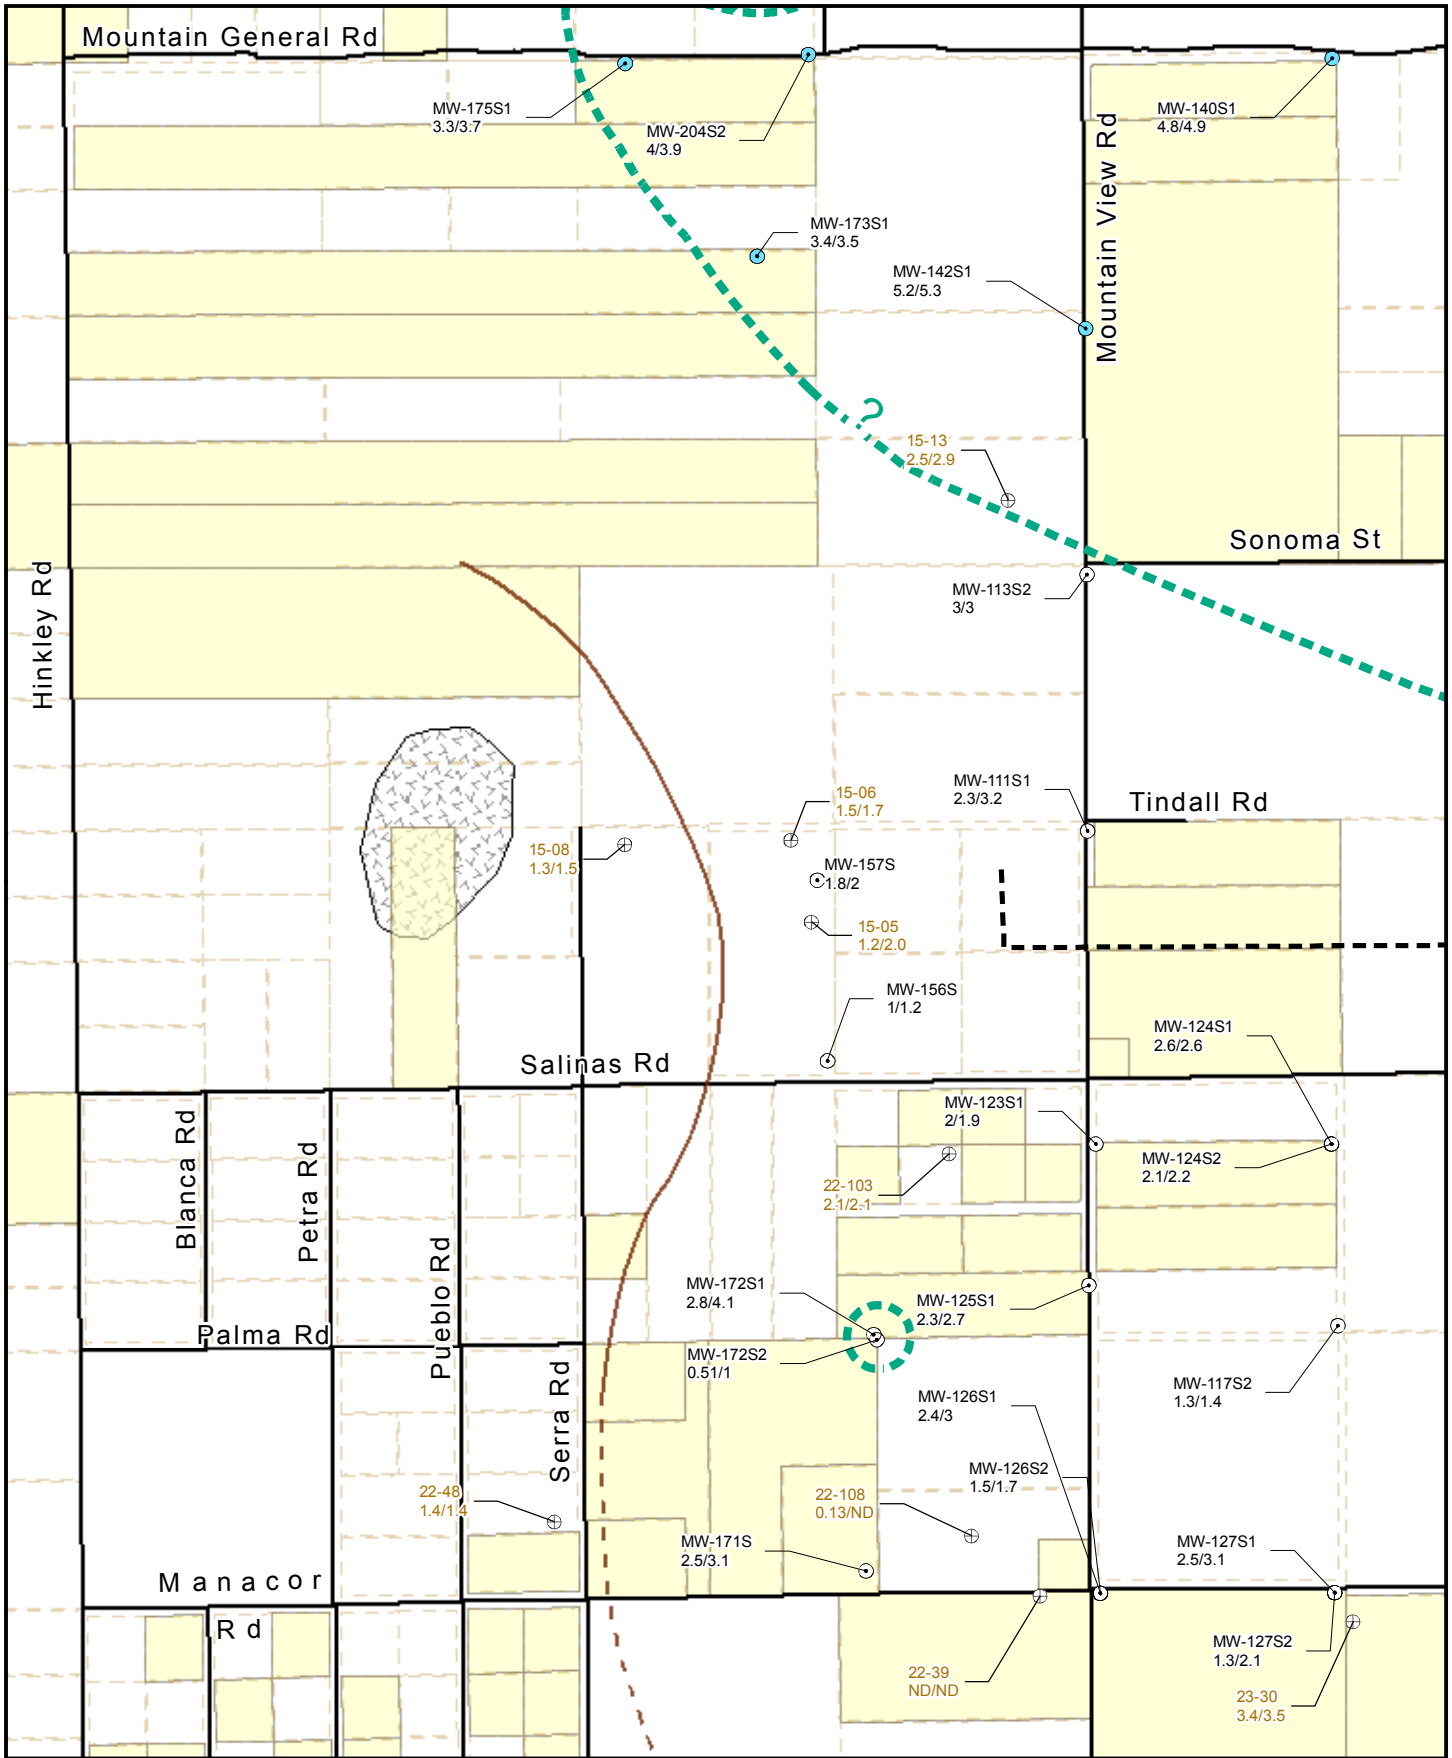 Mountain General Rd
MW-175S1
3.3/3.7
MW-204S2
4/3.9
MW-140S1
4.8/4.9
Mountain View Rd
MW-173S1
3.4/3.5
MW-142S1
5.2/5.3
?
15-13
2.5/2.9
Sonoma St
Hinkley Rd
MW-113S2
3/3
MW-111S1
2.3/3.2
Tindall Rd
15-06
1.5/1.7
15-08
1.3/1.5
MW-157S
1.8/2
15-05
1.2/2.0
MW-156S
1/1.2
MW-124S1
2.6/2.6
Salinas Rd
MW-123S1
2/1.9
MW-124S2
2.1/2.2
Blanca Rd
Petra Rd
Pueblo Rd
22-103
2.1/2.1
MW-172S1
2.8/4.1
MW-125S1
2.3/2.7
Palma Rd
MW-172S2
0.51/1
MW-117S2
1.3/1.4
MW-126S1
2.4/3
Serra Rd
MW-126S2
1.5/1.7
22-48
1.4/1.4
22-108
0.13/ND
MW-171S
2.5/3.1
MW-127S1
2.5/3.1
Manacor
Rd
MW-127S2
1.3/2.1
22-39
ND/ND
23-30
3.4/3.5